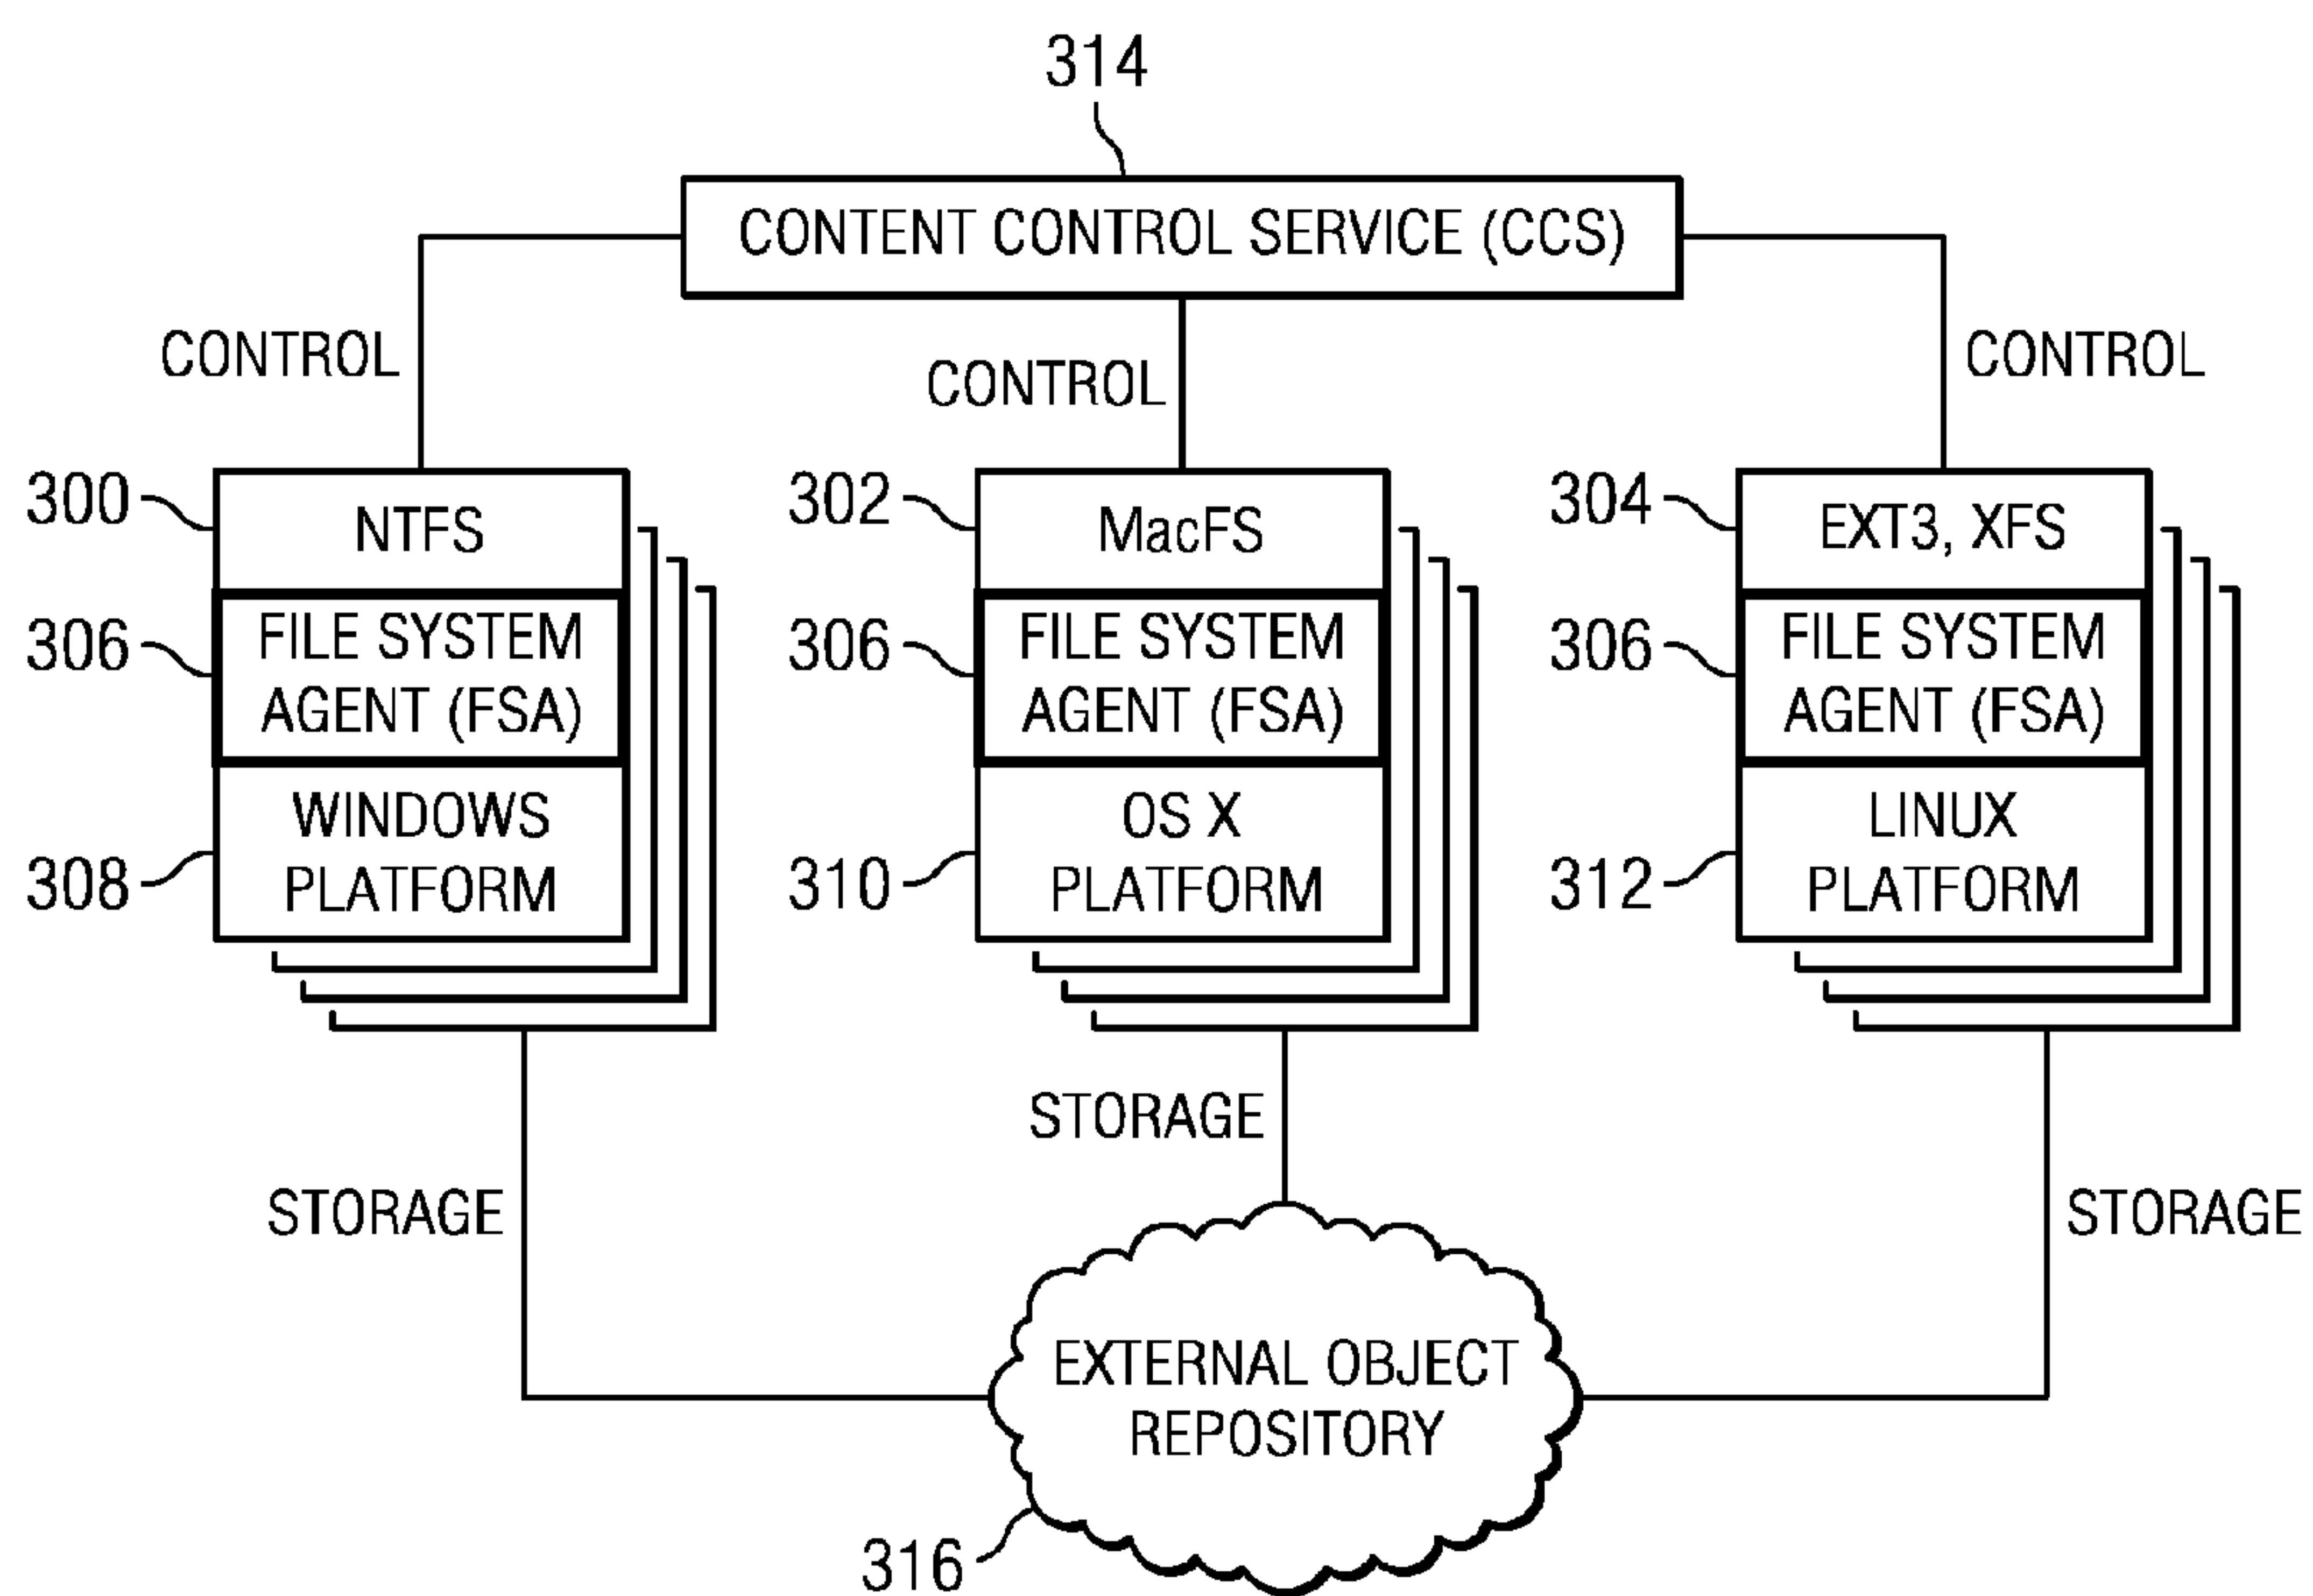 314
CONTENT CONTROL SERVICE (CCS)
CONTROL
CONTROL
CONTROL
300
NTFS
302
MacFS
304
EXT3, XFS
306
FILE SYSTEM
AGENT (FSA)
306
FILE SYSTEM
AGENT (FSA)
306
FILE SYSTEM
AGENT (FSA)
308
WINDOWS
PLATFORM
310
OS X
PLATFORM
312
LINUX
PLATFORM
STORAGE
STORAGE
STORAGE
EXTERNAL OBJECT
REPOSITORY
316